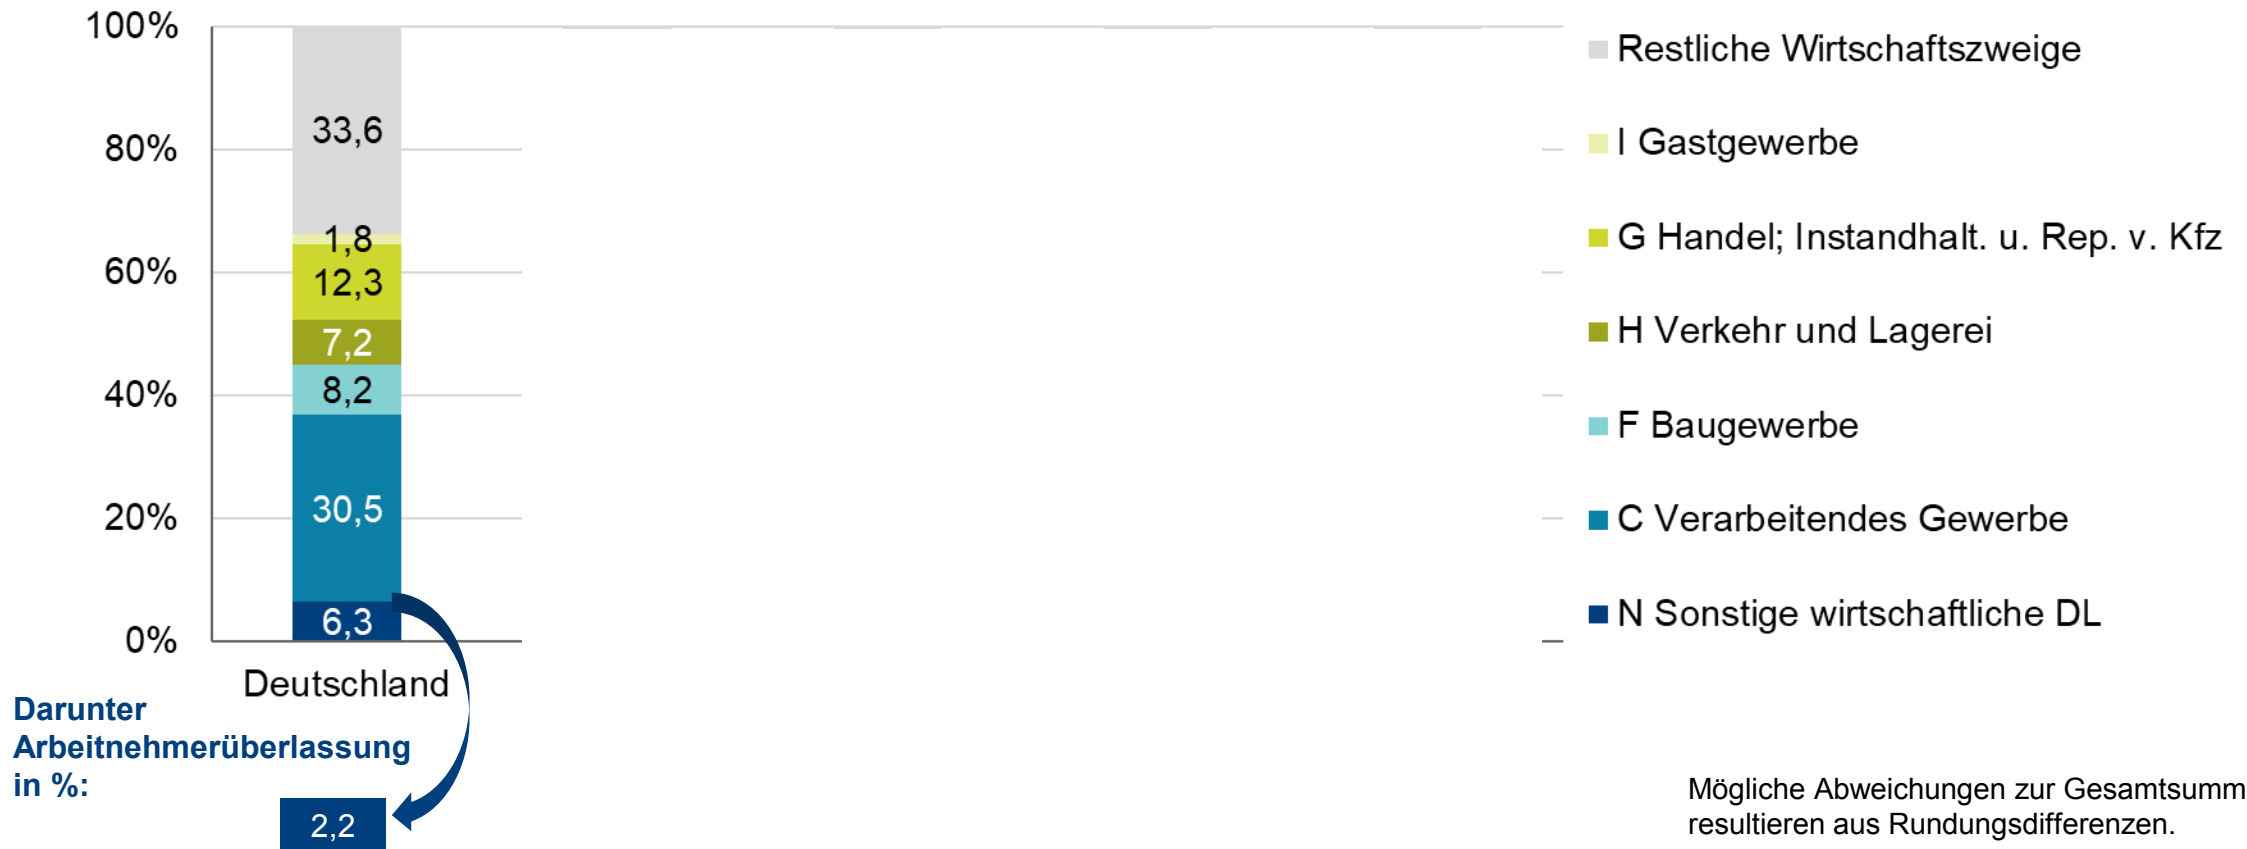 100%
80%
60%
40%
20%
0%
33,6
1,8
12,3
7,2
8,2
30,5
6,3
Deutschland
Restliche Wirtschaftszweige
I Gastgewerbe
G Handel; Instandhalt. u. Rep. v. Kfz
H Verkehr und Lagerei
F Baugewerbe
C Verarbeitendes Gewerbe
N Sonstige wirtschaftliche DL
Darunter
Arbeitnehmerüberlassung
in %:
2,2
Mögliche Abweichungen zur Gesamtsumm
resultieren aus Rundungsdifferenzen.